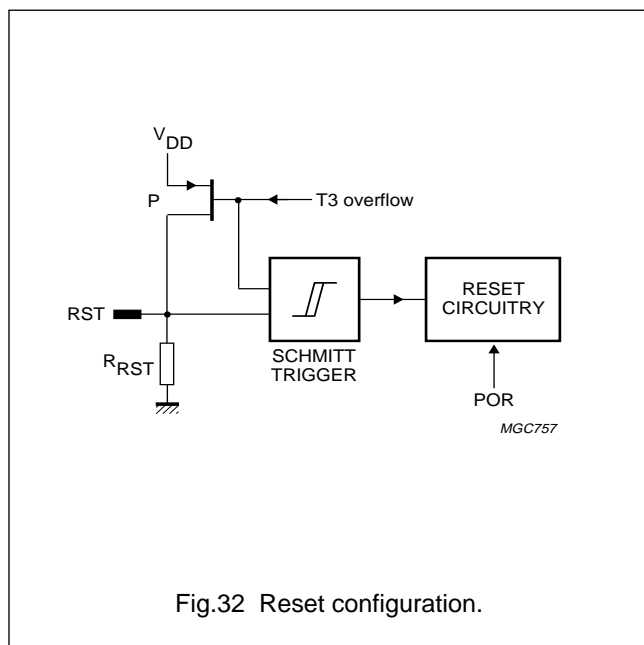 VDD
P
T3 overflow
RST
RRST
SCHMITT
TRIGGER
RESET
CIRCUITRY
POR
MGC757
Fig.32 Reset configuration.